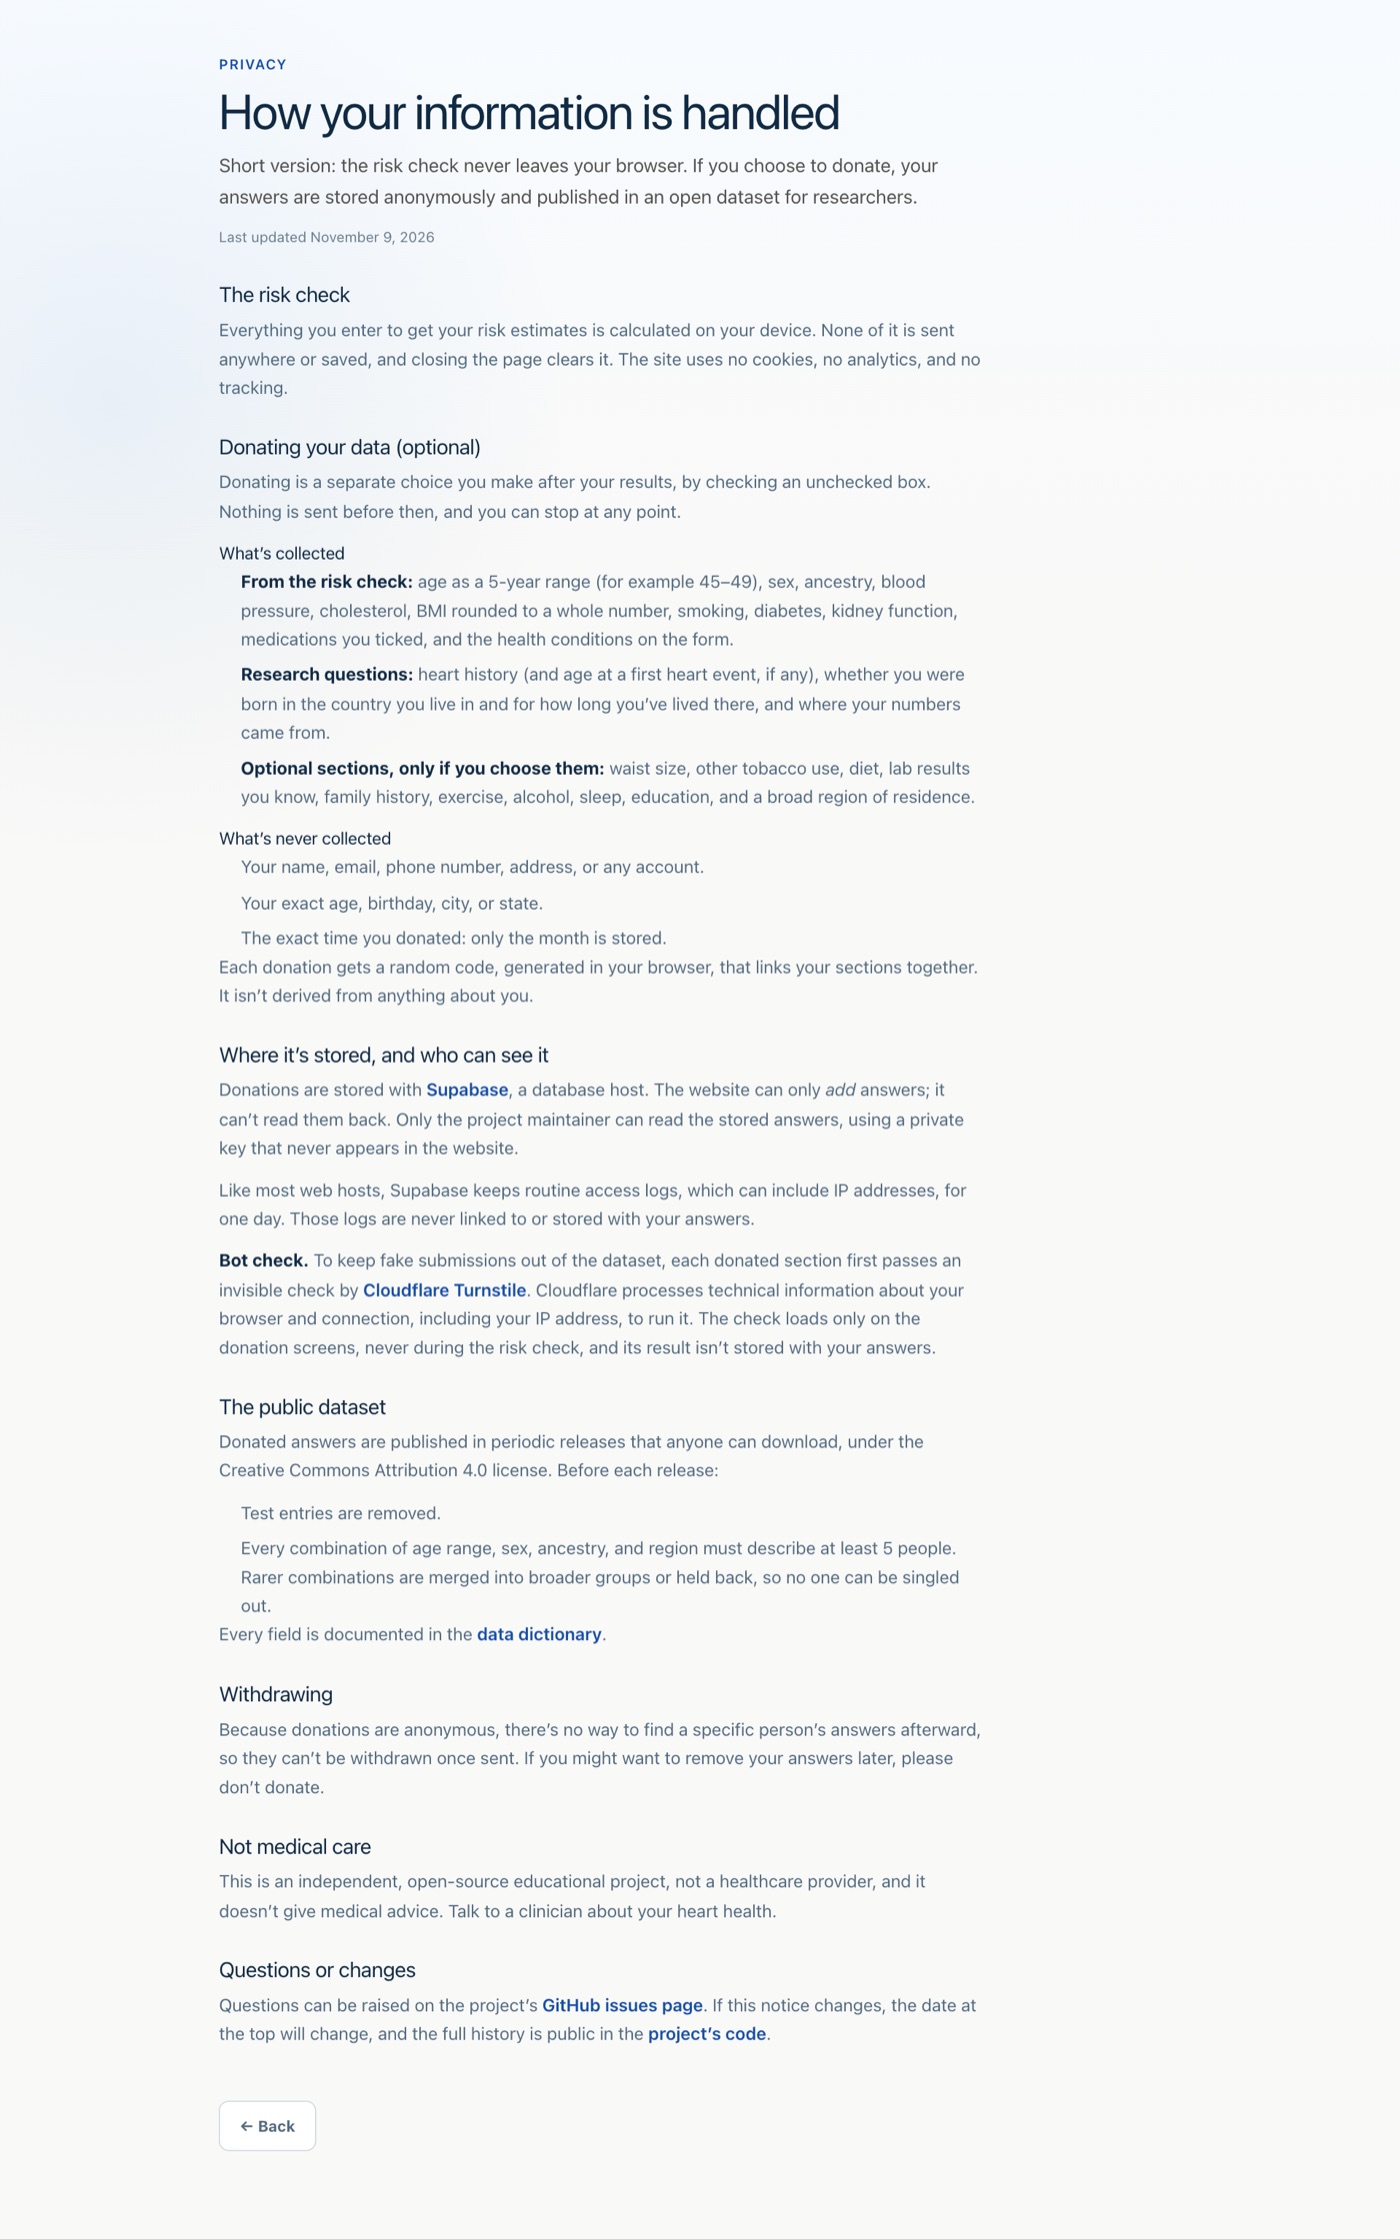 PRIVACY
How your information is handled
Short version: the risk check never leaves your browser. If you choose to donate, your
answers are stored anonymously and published in an open dataset for researchers.
Last updated November 9, 2026
The risk check
Everything you enter to get your risk estimates is calculated on your device. None of it is sent
anywhere or saved, and closing the page clears it. The site uses no cookies, no analytics, and no
tracking.
Donating your data (optional)
Donating is a separate choice you make after your results, by checking an unchecked box.
Nothing is sent before then, and you can stop at any point.
What’s collected
From the risk check: age as a 5-year range (for example 45–49), sex, ancestry, blood
pressure, cholesterol, BMI rounded to a whole number, smoking, diabetes, kidney function,
medications you ticked, and the health conditions on the form.
Research questions: heart history (and age at a first heart event, if any), whether you were
born in the country you live in and for how long you’ve lived there, and where your numbers
came from.
Optional sections, only if you choose them: waist size, other tobacco use, diet, lab results
you know, family history, exercise, alcohol, sleep, education, and a broad region of residence.
What’s never collected
Your name, email, phone number, address, or any account.
Your exact age, birthday, city, or state.
The exact time you donated: only the month is stored.
Each donation gets a random code, generated in your browser, that links your sections together.
It isn’t derived from anything about you.
Where it’s stored, and who can see it
Donations are stored with Supabase, a database host. The website can only add answers; it
can’t read them back. Only the project maintainer can read the stored answers, using a private
key that never appears in the website.
Like most web hosts, Supabase keeps routine access logs, which can include IP addresses, for
one day. Those logs are never linked to or stored with your answers.
Bot check. To keep fake submissions out of the dataset, each donated section first passes an
invisible check by Cloudflare Turnstile. Cloudflare processes technical information about your
browser and connection, including your IP address, to run it. The check loads only on the
donation screens, never during the risk check, and its result isn’t stored with your answers.
The public dataset
Donated answers are published in periodic releases that anyone can download, under the
Creative Commons Attribution 4.0 license. Before each release:
Test entries are removed.
Every combination of age range, sex, ancestry, and region must describe at least 5 people.
Rarer combinations are merged into broader groups or held back, so no one can be singled
out.
Every field is documented in the data dictionary.
Withdrawing
Because donations are anonymous, there’s no way to find a specific person’s answers afterward,
so they can’t be withdrawn once sent. If you might want to remove your answers later, please
don’t donate.
Not medical care
This is an independent, open-source educational project, not a healthcare provider, and it
doesn’t give medical advice. Talk to a clinician about your heart health.
Questions or changes
Questions can be raised on the project’s GitHub issues page. If this notice changes, the date at
the top will change, and the full history is public in the project’s code.
← Back